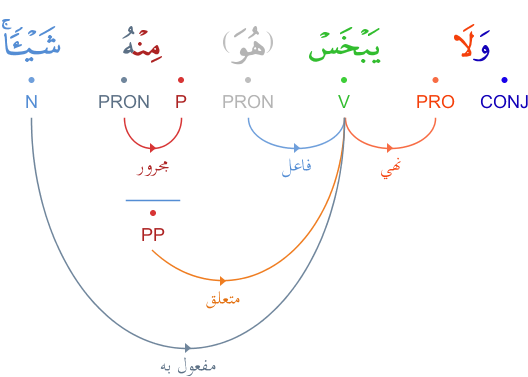 وَلَا يَبْخَسْ (هُوَ) مِنْهُ شَيْـًٔا ۚ
CONJ PRO V PRON P PRON N
مجرور فاعل نهي
PP
متعلق
مفعول به